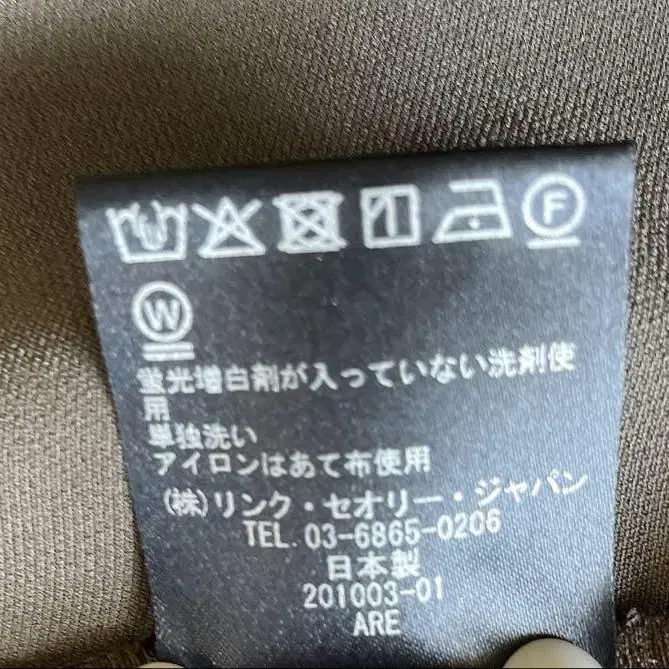 F
W
蛍光増白剤が入っていない洗剤使
用
単独洗い
アイロンはあて布使用
(株)リンク・セオリー・ジャパン
TEL.03-6865-0206
日本製
201003-01
ARE